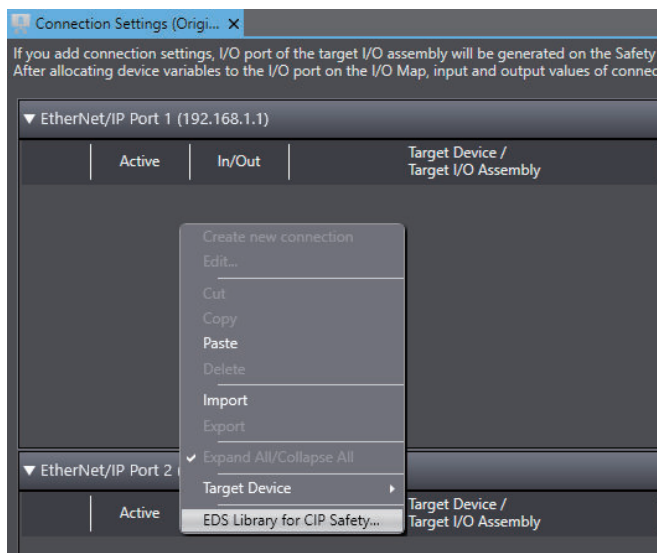 Connection Settings (Origi... X
If you add connection settings, I/O port of the target I/O assembly will be generated on the Safety
After allocating device variables to the I/O port on the I/O Map, input and output values of connec
▼ EtherNet/IP Port 1 (192.168.1.1)
Active In/Out Target Device /
Target I/O Assembly
Create new connection
Edit...
Cut
Copy
Paste
Delete
Import
Export
✓ Expand All/Collapse All
▼ EtherNet/IP Port 2 (
Target Device
Active Target Device /
EDS Library for CIP Safety... Target I/O Assembly